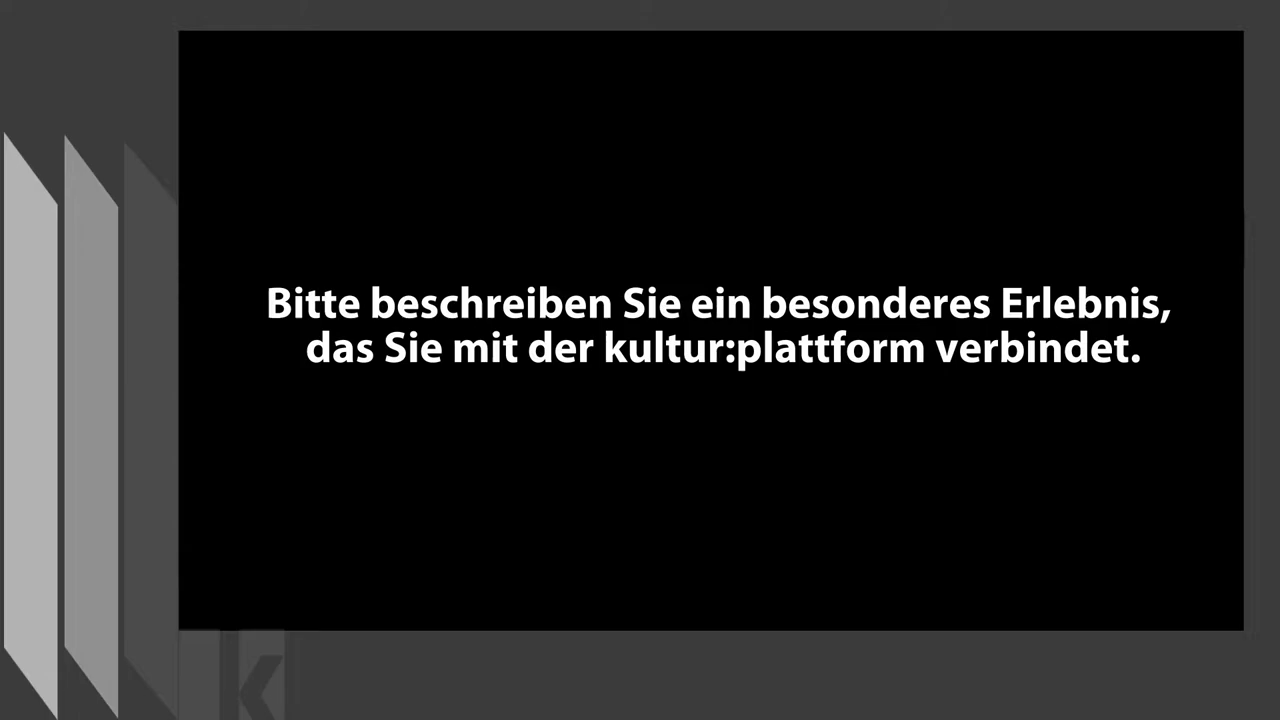 Bitte beschreiben Sie ein besonderes Erlebnis,
das Sie mit der kultur:plattform verbindet.
k